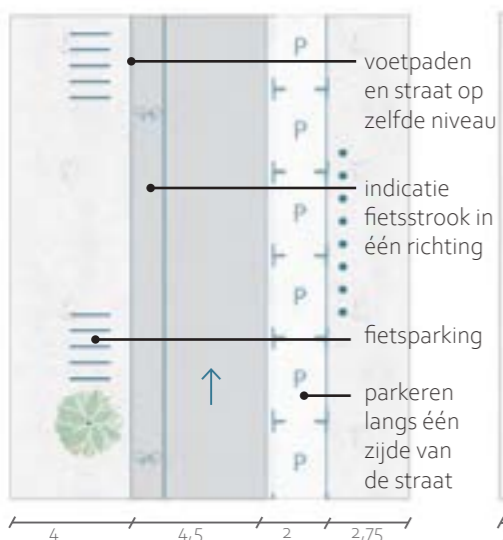 P
P
P
P
P
P
voetpaden
en straat op
zelfde niveau
indicatie
fietsstrook in
één richting
fietsparking
parkeren
langs één
zijde van
de straat
4
4,5
2
2,75